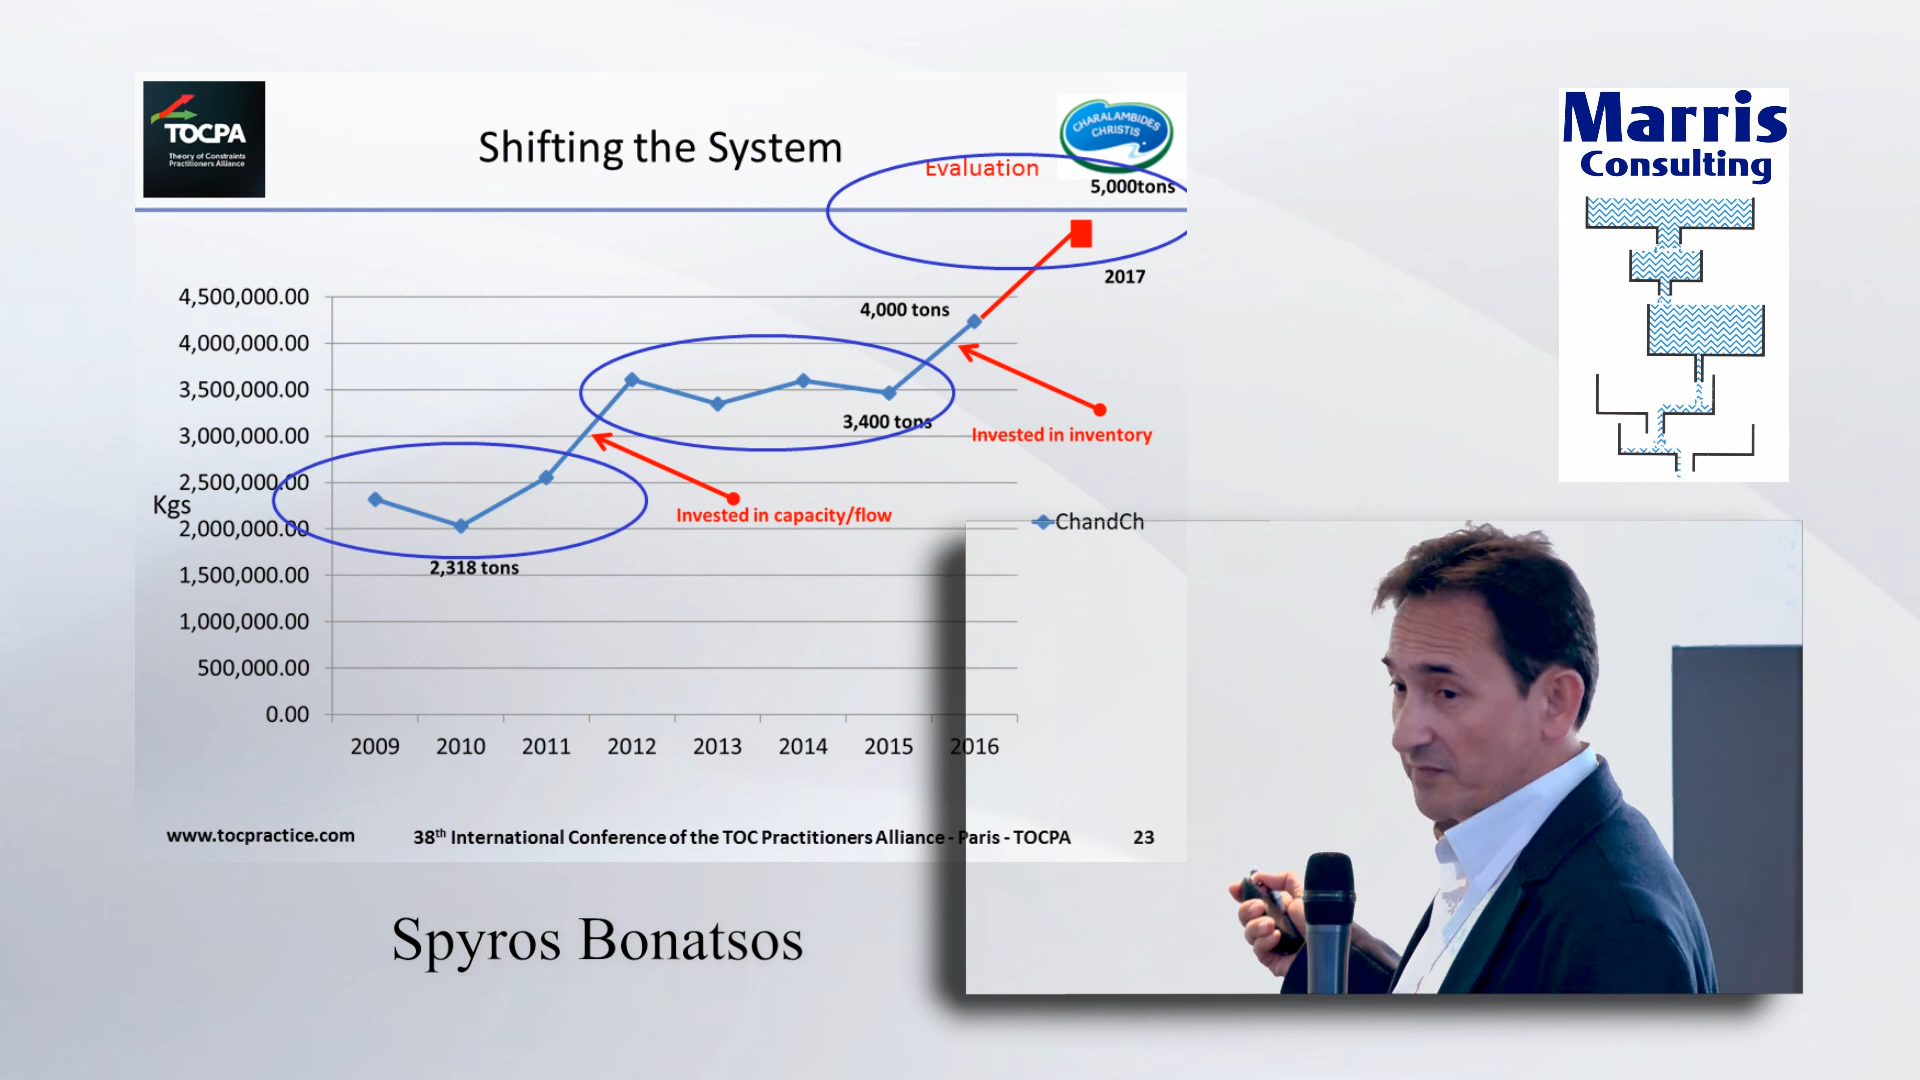 TOCPA
Theory of Constraints
Practitioners Alliance
Shifting the System
CHARALAMBIDES
CHRISTIS
Evaluation
5,000tons
2017
4,000 tons
3,400 tons
Invested in inventory
Invested in capacity/flow
2,318 tons
Kgs
4,500,000.00
4,000,000.00
3,500,000.00
3,000,000.00
2,500,000.00
2,000,000.00
1,500,000.00
1,000,000.00
500,000.00
0.00
2009 2010 2011 2012 2013 2014 2015 2016
ChandCh
www.tocpractice.com 38th International Conference of the TOC Practitioners Alliance - Paris - TOCPA 23
Marris
Consulting
Spyros Bonatsos